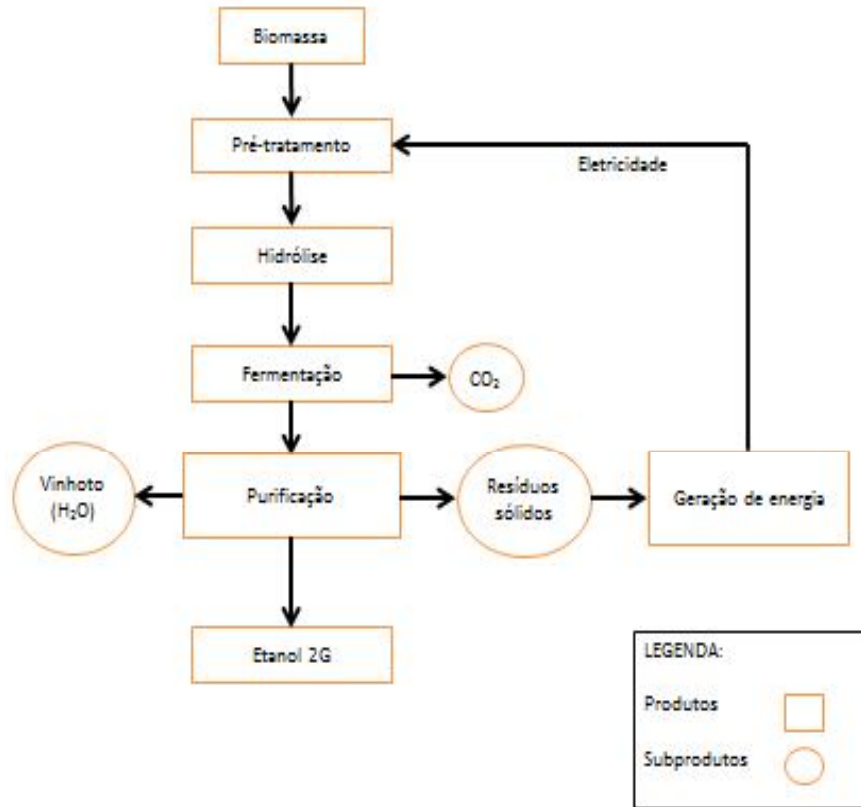 Biomassa
Pré-tratamento
Eletricidade
Hidrólise
Fermentação
CO₂
Vinhoto
(H₂O)
Purificação
Resíduos
sólidos
Geração de energia
Etanol 2G
LEGENDA:
Produtos
Subprodutos